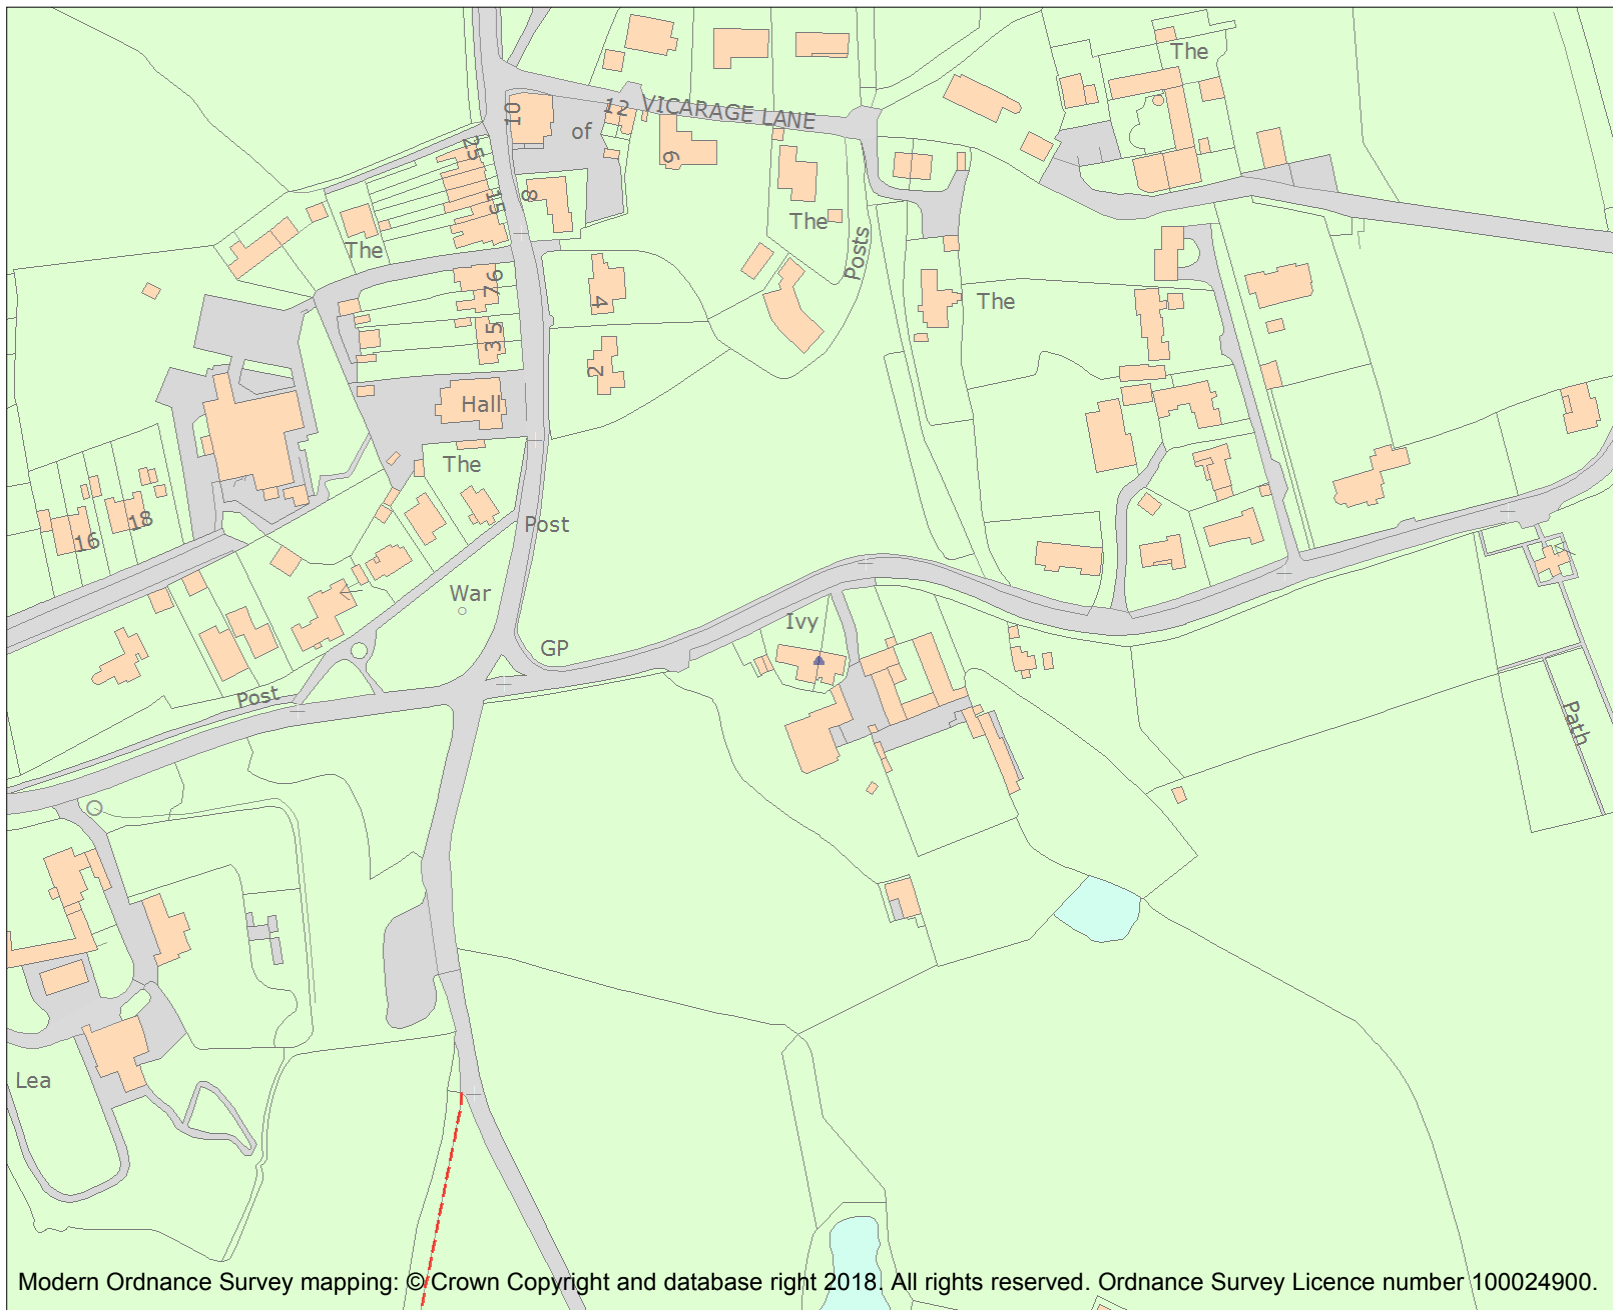 The
VICARAGE LANE
10
12
of
25
9
15
8
The
The
Posts
76
4
The
35
2
Hall
The
Post
18
16
War
Ivy
GP
Post
Path
Lea
Modern Ordnance Survey mapping: © Crown Copyright and database right 2018. All rights reserved. Ordnance Survey Licence number 100024900.